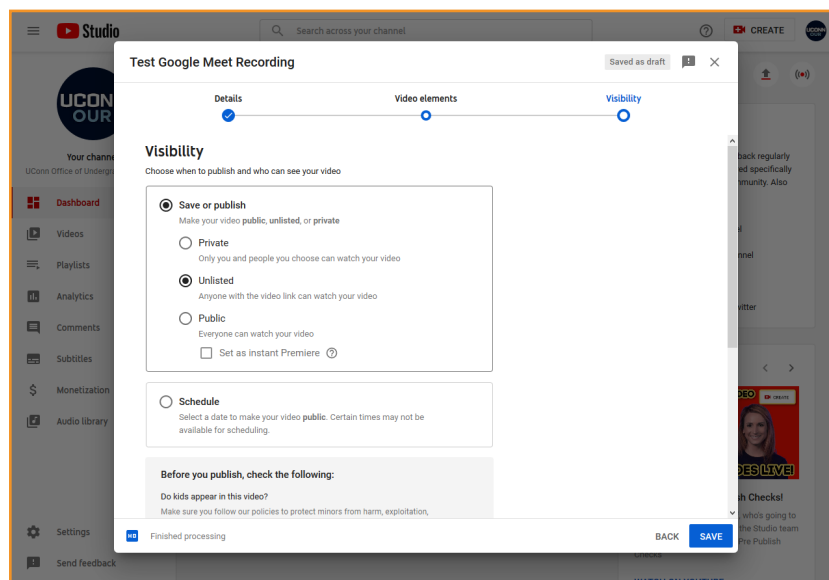 Studio
Search across your channel
CREATE
UCONN
Test Google Meet Recording
Saved as draft
Details
Video elements
Visibility
UCON
OUR
Your channe
UConn Office of Undergr
Dashboard
Videos
Playlists
Analytics
Comments
Subtitles
Monetization
Audio library
Settings
Send feedback
Visibility
Choose when to publish and who can see your video
Save or publish
Make your video public, unlisted, or private
Private
Only you and people you choose can watch your video
Unlisted
Anyone with the video link can watch your video
Public
Everyone can watch your video
Set as instant Premiere
Schedule
Select a date to make your video public. Certain times may not be
available for scheduling.
Before you publish, check the following:
Do kids appear in this video?
Make sure you follow our policies to protect minors from harm, exploitation,
HD
Finished processing
BACK
SAVE
back regularly
ed specifically
mmunity. Also
nnel
witter
DEO
CREATE
DES LIVE!
sh Checks!
, who's going to
the Studio team
Pre Publish
Checks